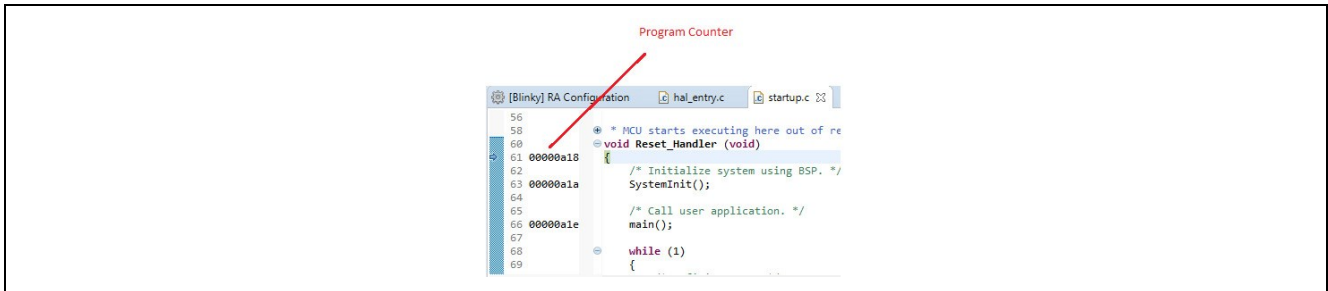 Program Counter
[Blinky] RA Configuration hal_entry.c startup.c
56
58 * MCU starts executing here out of re
60 void Reset_Handler (void)
61 00000a18 {
62 /* Initialize system using BSP. */
63 00000a1a SystemInit();
64
65 /* Call user application. */
66 00000a1e main();
67
68 while (1)
69 {